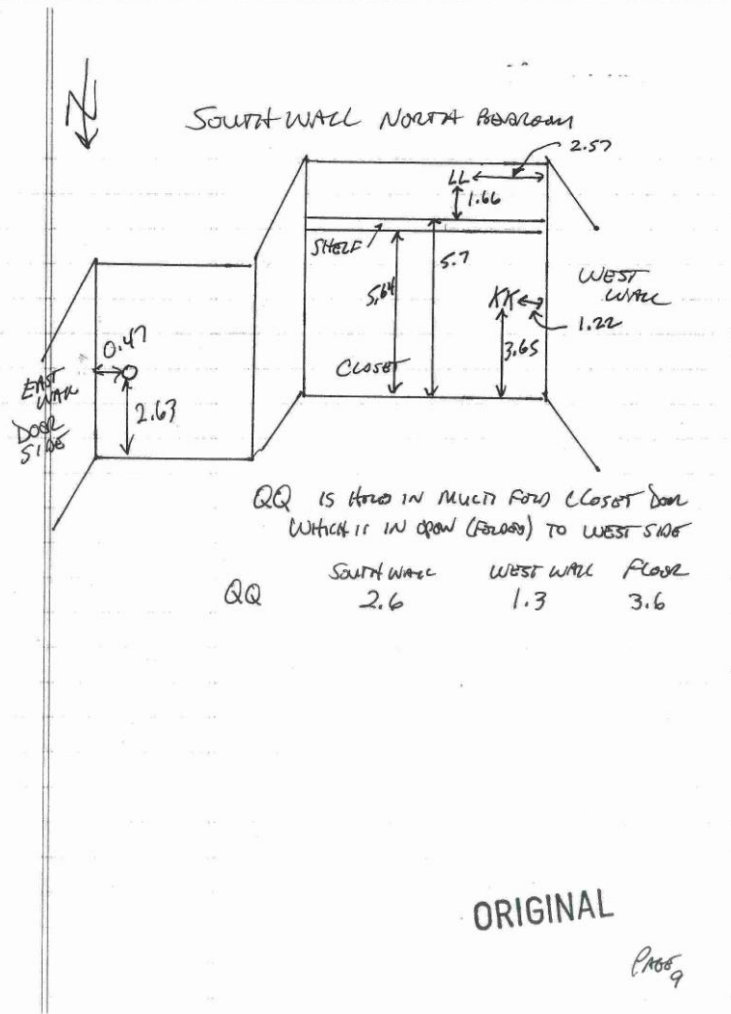 N
SOUTH WALL NORTH BEDROOM
2.57
LL
1.66
SHELF
5.64
5.7
WEST
WALL
KK
1.22
3.65
CLOSET
0.47
O
2.63
EAST
WALL
DOOR
SIDE
QQ IS HOLE IN MULTI FOLD CLOSET DOOR
WHICH IS IN OPEN (FOLDED) TO WEST SIDE
SOUTH WALL WEST WALL FLOOR
QQ 2.6 1.3 3.6
ORIGINAL
PAGE
9